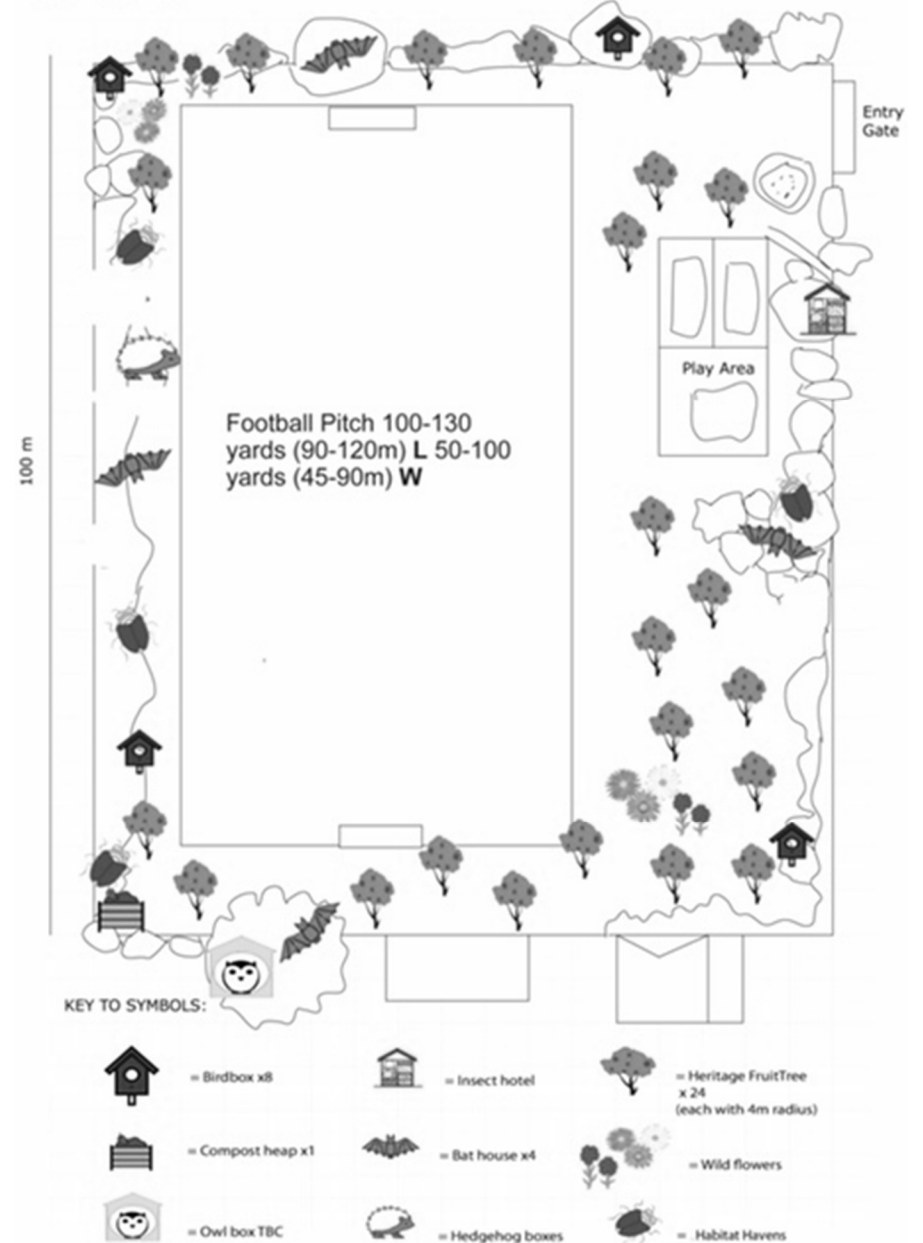 Entry
Gate
Play Area
Football Pitch 100-130
yards (90-120m) L 50-100
yards (45-90m) W
100 m
KEY TO SYMBOLS:
= Birdbox x8
= Insect hotel
= Heritage FruitTree
x 24
(each with 4m radius)
= Compost heap x1
= Bat house x4
= Wild flowers
= Owl box TBC
= Hedgehog boxes
= Habitat Havens